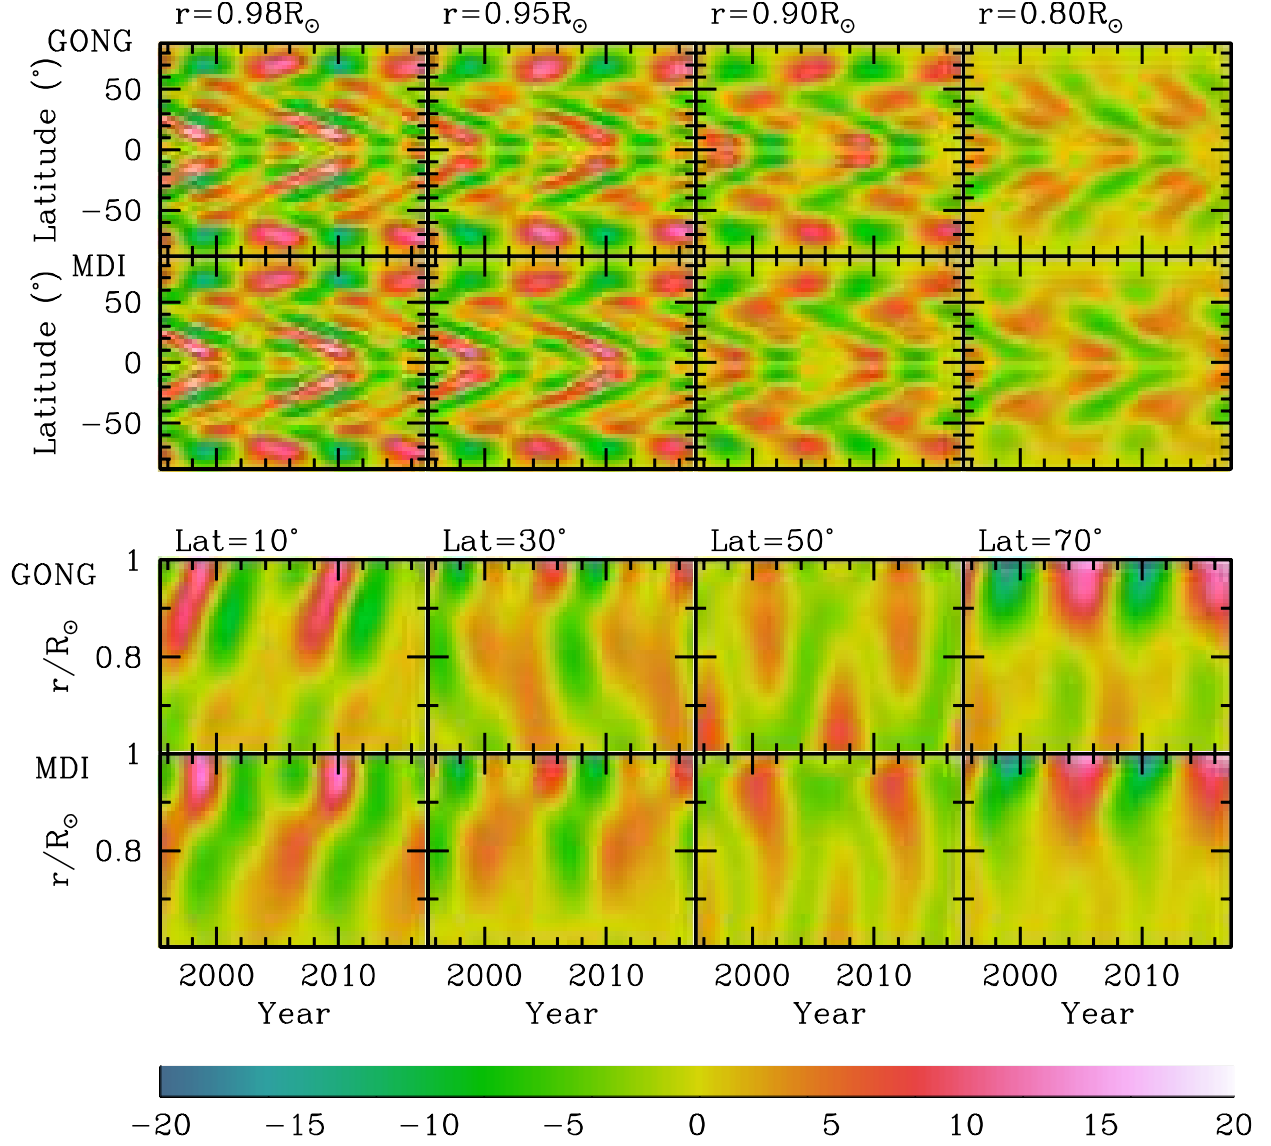 r=0.98R⊙ r=0.95R⊙ r=0.90R⊙ r=0.80R⊙
GONG
Latitude (°)
50
0
−50
MDI
Latitude (°)
50
0
−50
Lat=10° Lat=30° Lat=50° Lat=70°
1
GONG
r/R⊙
0.8
1
MDI
r/R⊙
0.8
2000 2010 2000 2010 2000 2010 2000 2010
Year Year Year Year
−20 −15 −10 −5 0 5 10 15 20